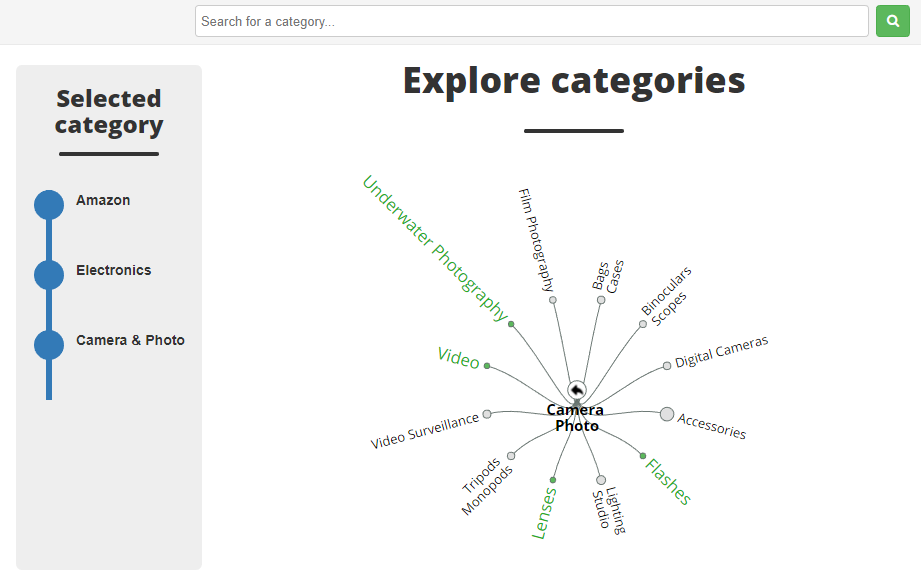 Search for a category...
Selected
category
Amazon
Electronics
Camera & Photo
Explore categories
Underwater Photography
Film Photography
Bags
Cases
Binoculars
Scopes
Digital Cameras
Video
Camera
Photo
Accessories
Video Surveillance
Tripods
Monopods
Lenses
Lighting
Studio
Flashes